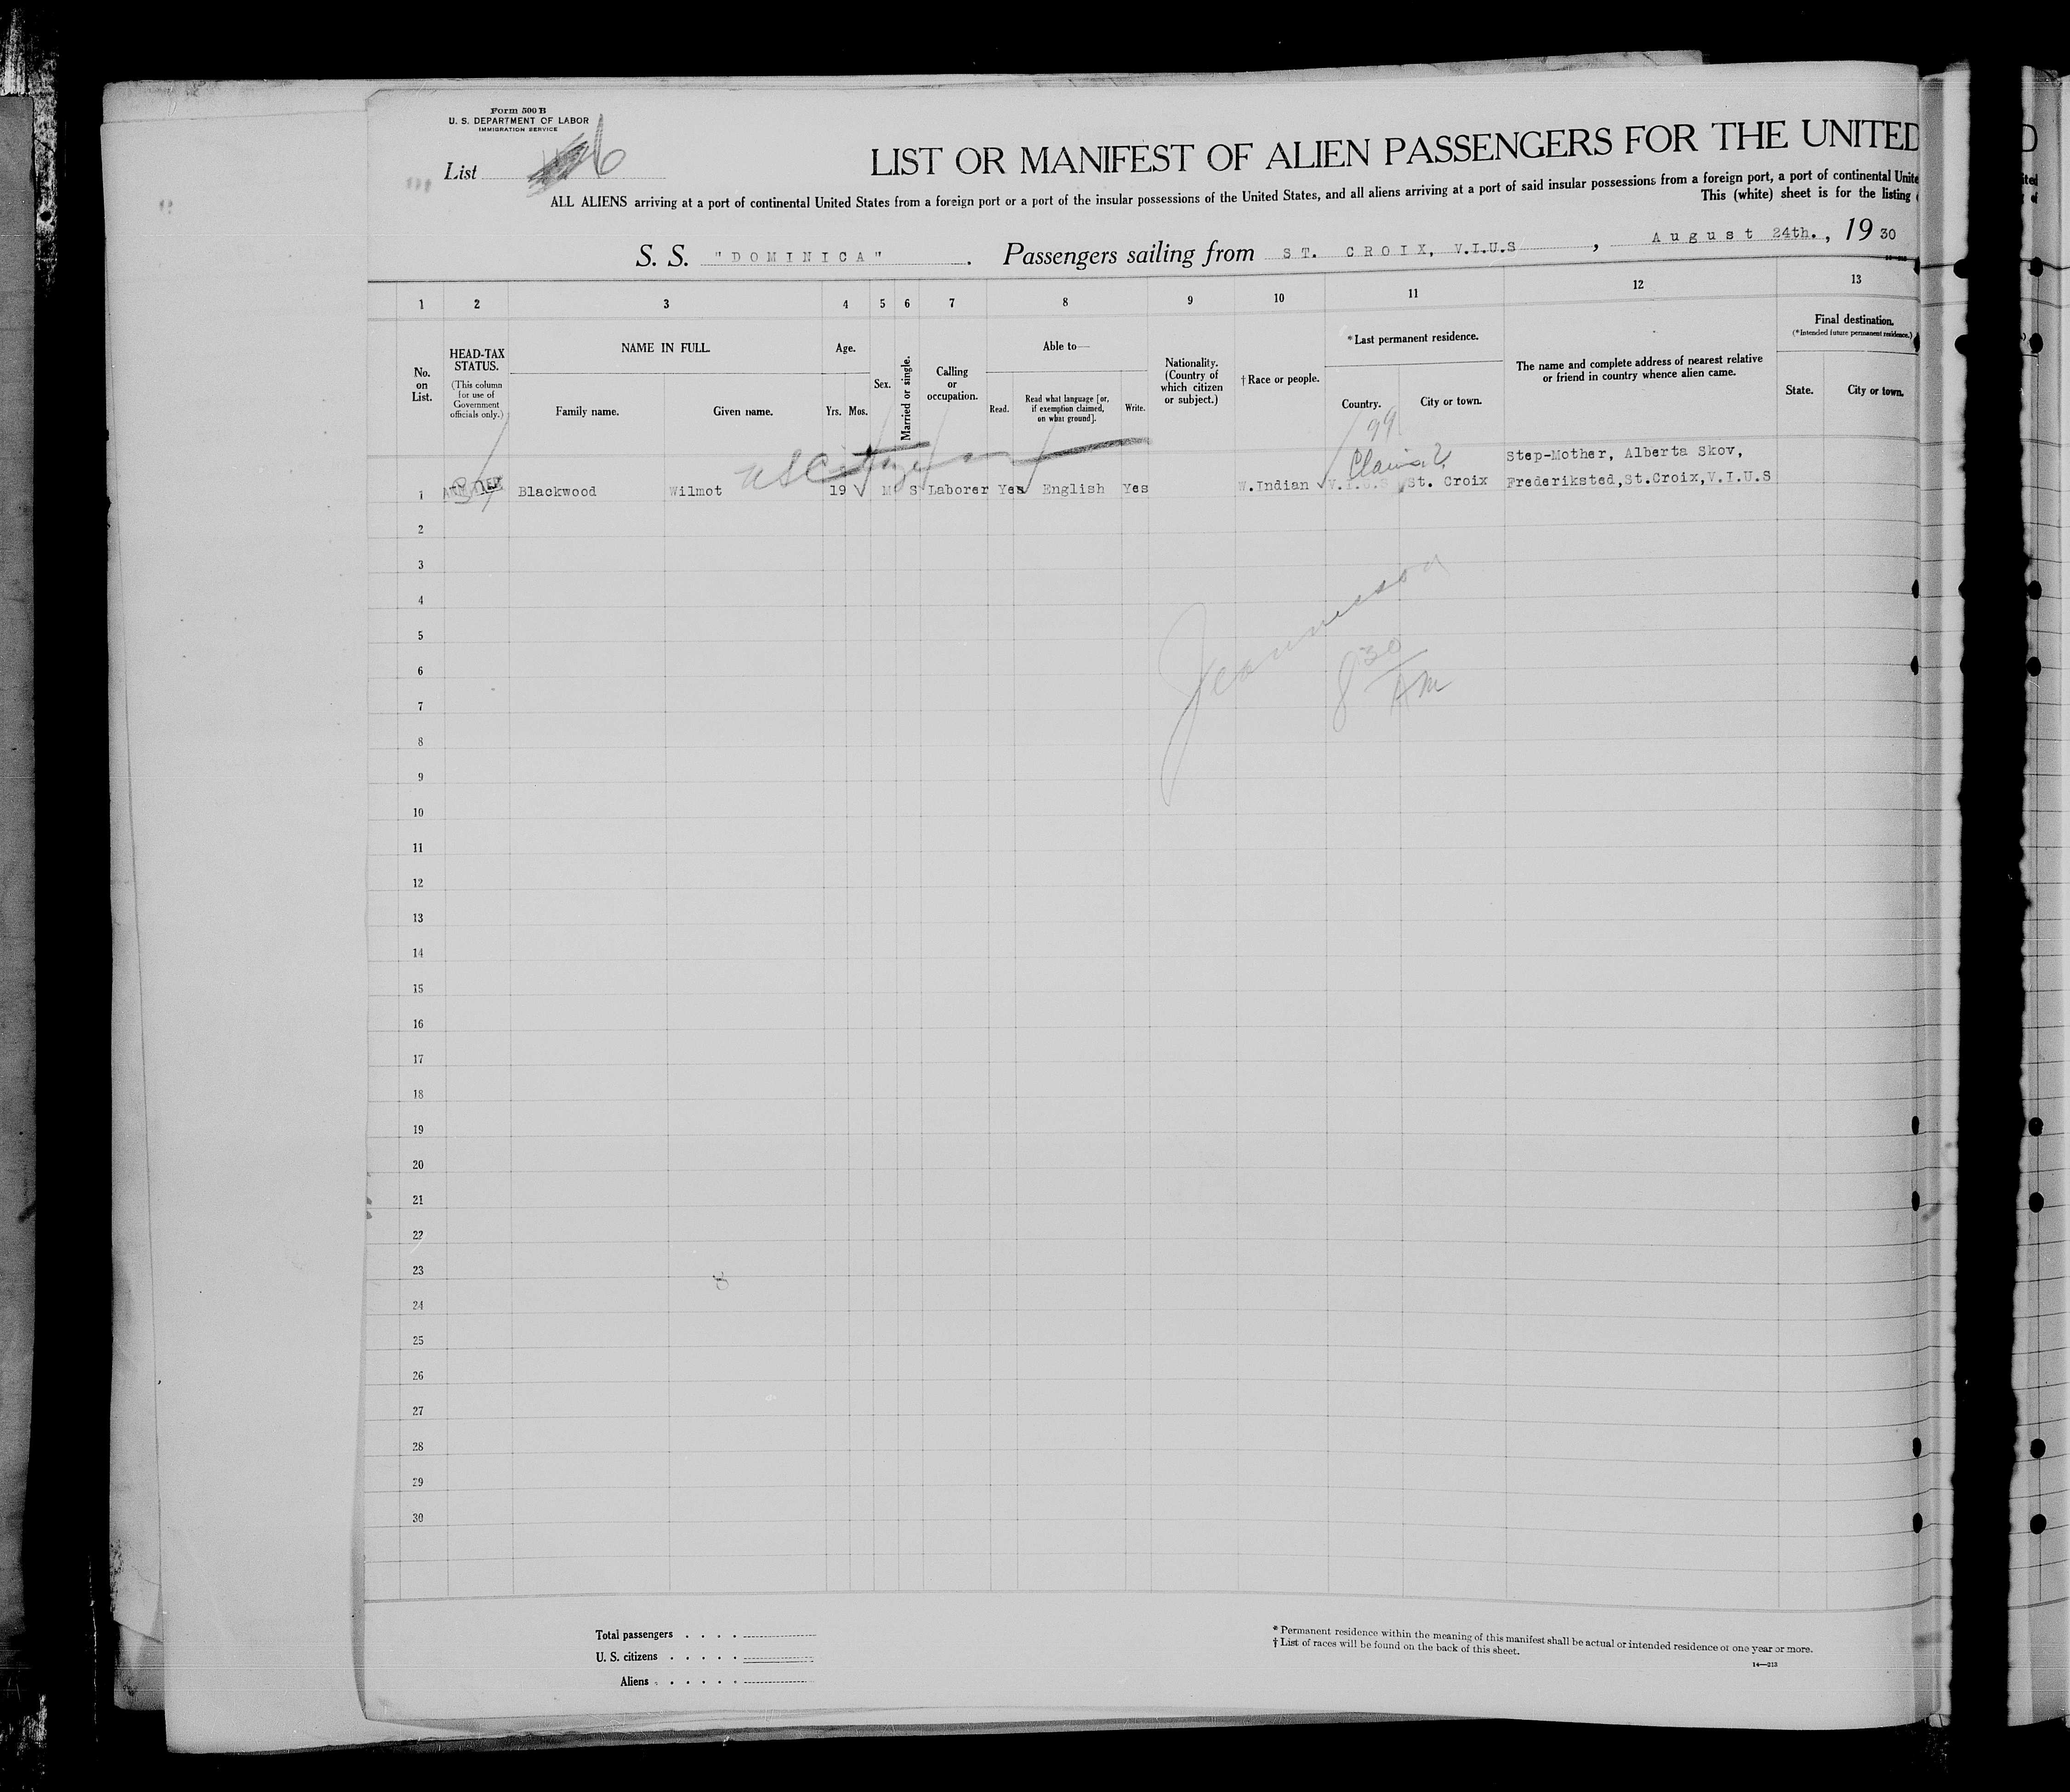 Form 500 B
U. S. DEPARTMENT OF LABOR
IMMIGRATION SERVICE
List 6
LIST OR MANIFEST OF ALIEN PASSENGERS FOR THE UNITED
ALL ALIENS arriving at a port of continental United States from a foreign port or a port of the insular possessions of the United States, and all aliens arriving at a port of said insular possessions from a foreign port, a port of continental Unite
This (white) sheet is for the listing
S. S. "DOMINICA". Passengers sailing from ST. CROIX, V.I.U.S, August 24th., 1930
1 2 3 4 5 6 7 8 9 10 11 12 13
No. on List.
HEAD-TAX STATUS.
(This column for use of Government officials only.)
NAME IN FULL.
Family name. Given name.
Age.
Yrs. Mos.
Sex.
Married or single.
Calling or occupation.
Able to—
Read. Read what language [or, if exemption claimed, on what ground]. Write.
Nationality. (Country of which citizen or subject.)
† Race or people.
* Last permanent residence.
Country. City or town.
The name and complete address of nearest relative or friend in country whence alien came.
Final destination.
(* Intended future permanent residence.)
State. City or town.
99
US Citizen
Step-Mother, Alberta Skov,
1 Blackwood Wilmot 19 M S Laborer Yes English Yes W.Indian V.I.U.S St. Croix Frederiksted,St.Croix,V.I.U.S
2
3
4
5
6
7
8
9
10
11
12
13
14
15
16
17
18
19
20
21
22
23
24
25
26
27
28
29
30
8 30 AM
Total passengers . . . .
U. S. citizens . . . . .
Aliens . . . . . .
* Permanent residence within the meaning of this manifest shall be actual or intended residence of one year or more.
† List of races will be found on the back of this sheet.
14—213